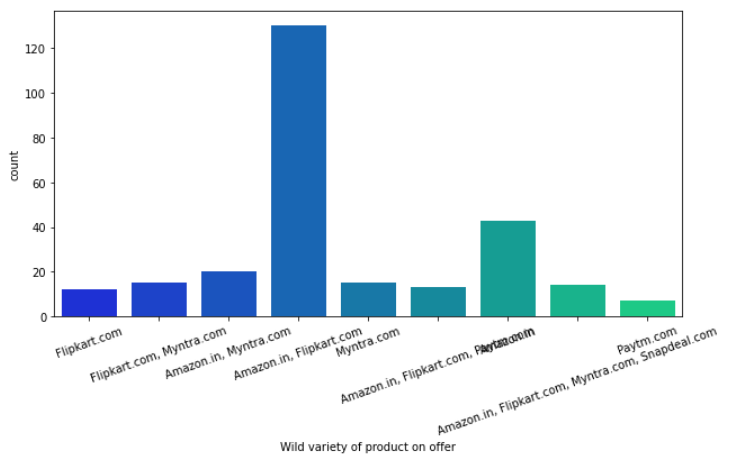 count
120
100
80
60
40
20
0
Flipkart.com
Flipkart.com, Myntra.com
Amazon.in, Myntra.com
Amazon.in, Flipkart.com
Myntra.com
Amazon.in, Flipkart.com, Paytm.com
Amazon.in
Amazon.in, Flipkart.com, Myntra.com, Snapdeal.com
Paytm.com
Wild variety of product on offer